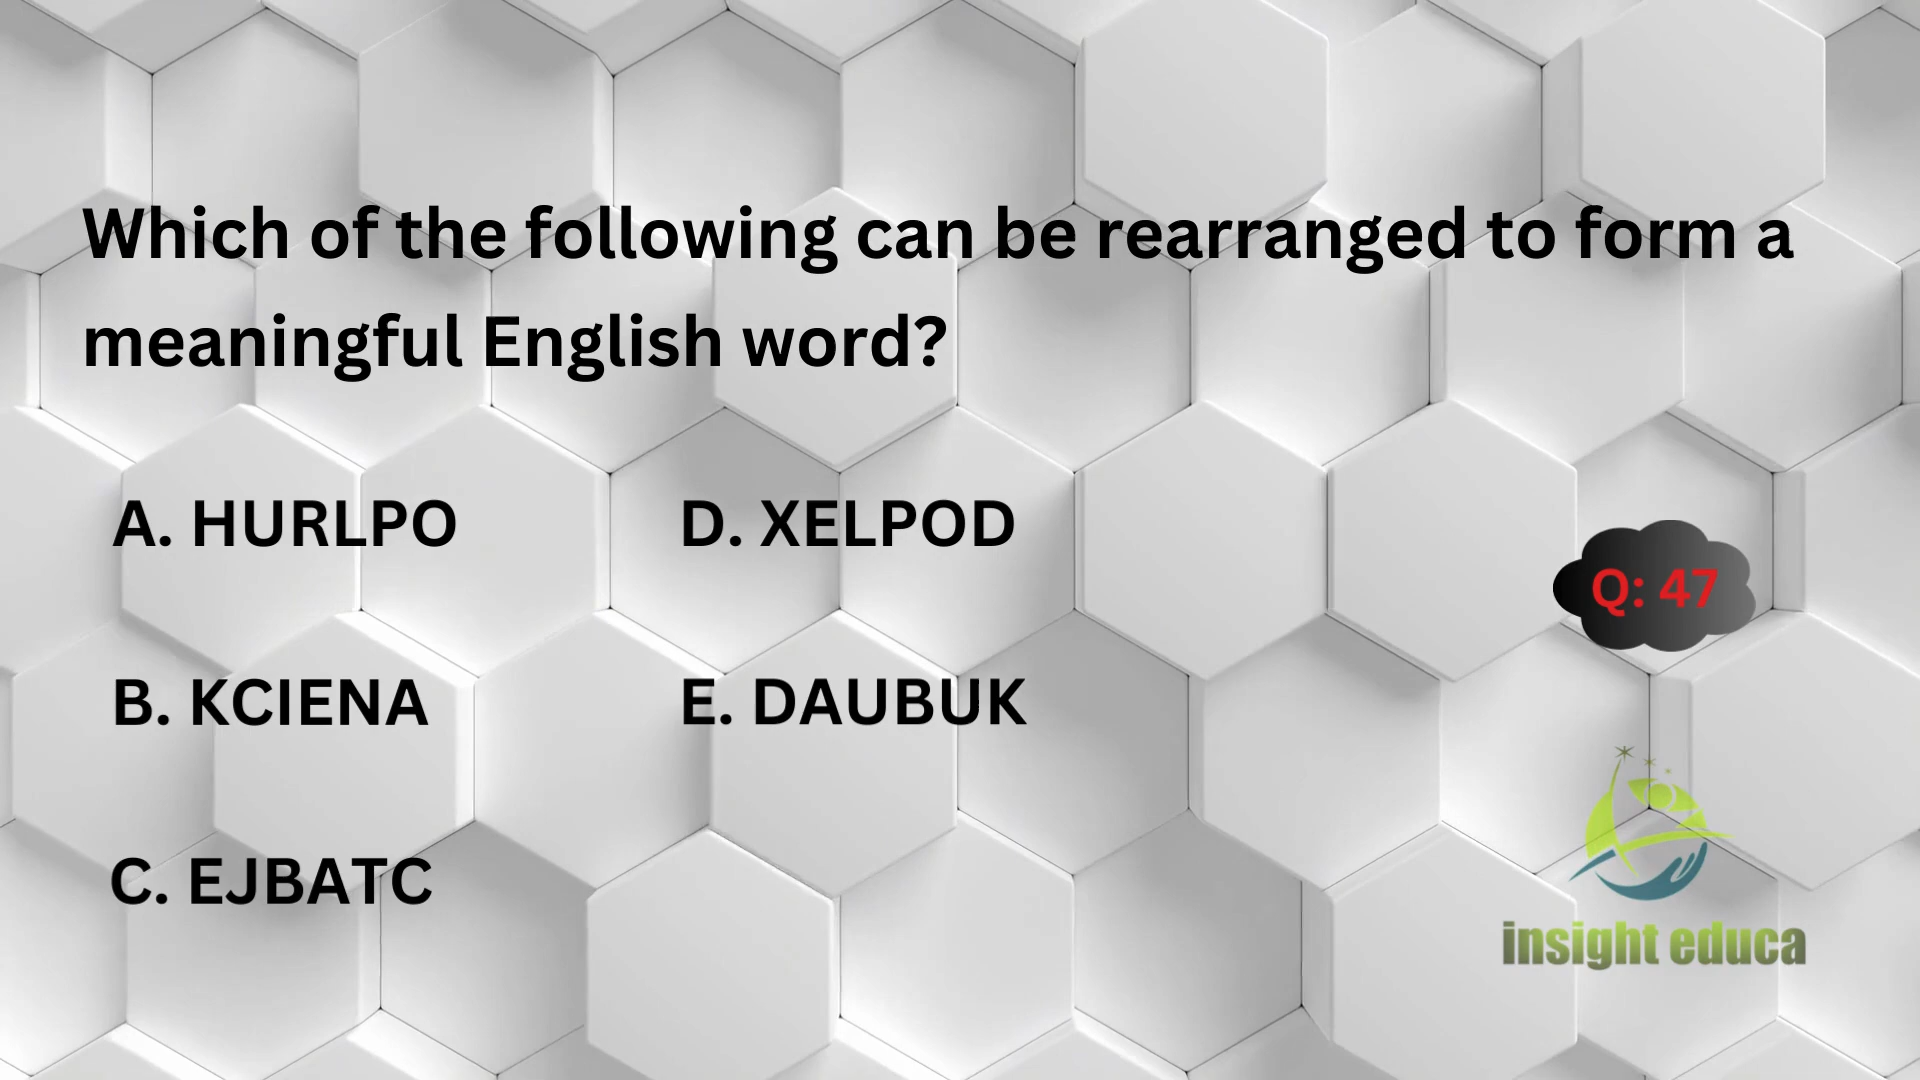 Which of the following can be rearranged to form a
meaningful English word?
A. HURLPO
B. KCIENA
C. EJBATC
D. XELPOD
E. DAUBUK
Q: 47
insight educa